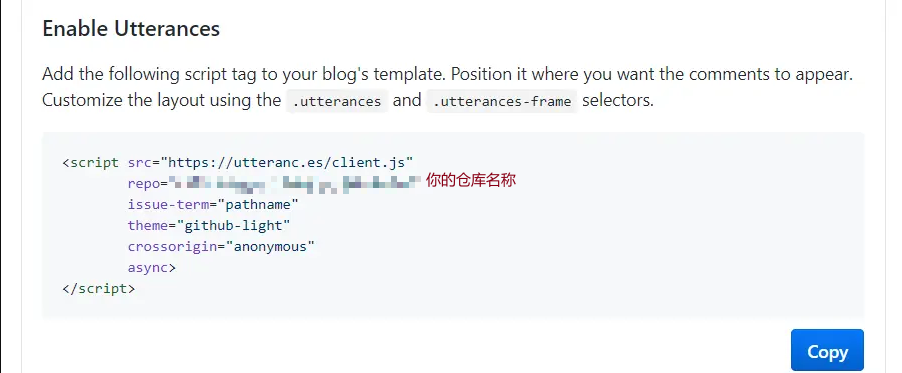 Enable Utterances
Add the following script tag to your blog's template. Position it where you want the comments to appear.
Customize the layout using the .utterances and .utterances-frame selectors.
<script src="https://utteranc.es/client.js"
repo=" " 你的仓库名称
issue-term="pathname"
theme="github-light"
crossorigin="anonymous"
async>
</script>
Copy